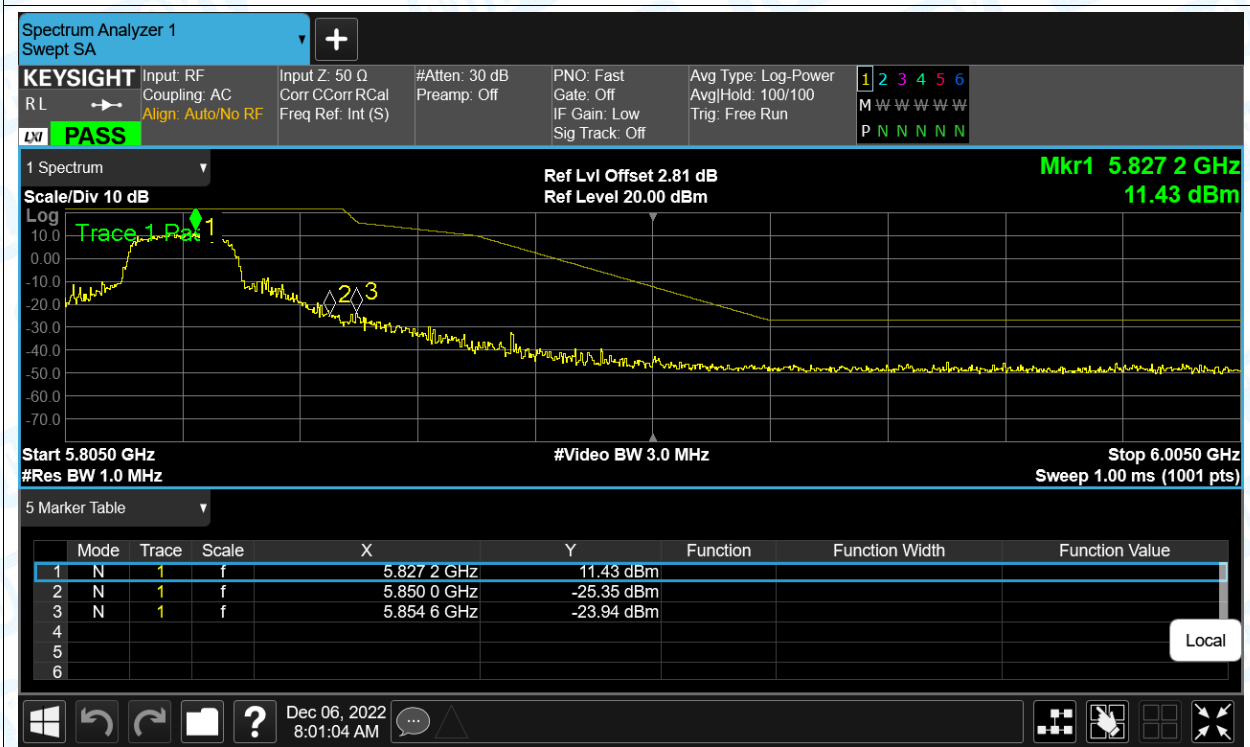 Spectrum Analyzer 1
Swept SA
KEYSIGHT Input: RF Input Z: 50 Ω #Atten: 30 dB PNO: Fast Avg Type: Log-Power 1 2 3 4 5 6
R L Coupling: AC Corr CCorr RCal Preamp: Off Gate: Off Avg|Hold: 100/100 M W W W W W W
Align: Auto/No RF Freq Ref: Int (S) IF Gain: Low Trig: Free Run
LXI PASS Sig Track: Off P N N N N N
1 Spectrum
Ref Lvl Offset 2.81 dB Mkr1 5.827 2 GHz
Scale/Div 10 dB Ref Level 20.00 dBm 11.43 dBm
Log
Trace 1 1
10.0
0.00
-10.0
2 3
-20.0
-30.0
-40.0
-50.0
-60.0
-70.0
Start 5.8050 GHz #Video BW 3.0 MHz Stop 6.0050 GHz
#Res BW 1.0 MHz Sweep 1.00 ms (1001 pts)
5 Marker Table
Mode Trace Scale X Y Function Function Width Function Value
1 N 1 f 5.827 2 GHz 11.43 dBm
2 N 1 f 5.850 0 GHz -25.35 dBm
3 N 1 f 5.854 6 GHz -23.94 dBm
4
5
6
Local
? Dec 06, 2022
8:01:04 AM